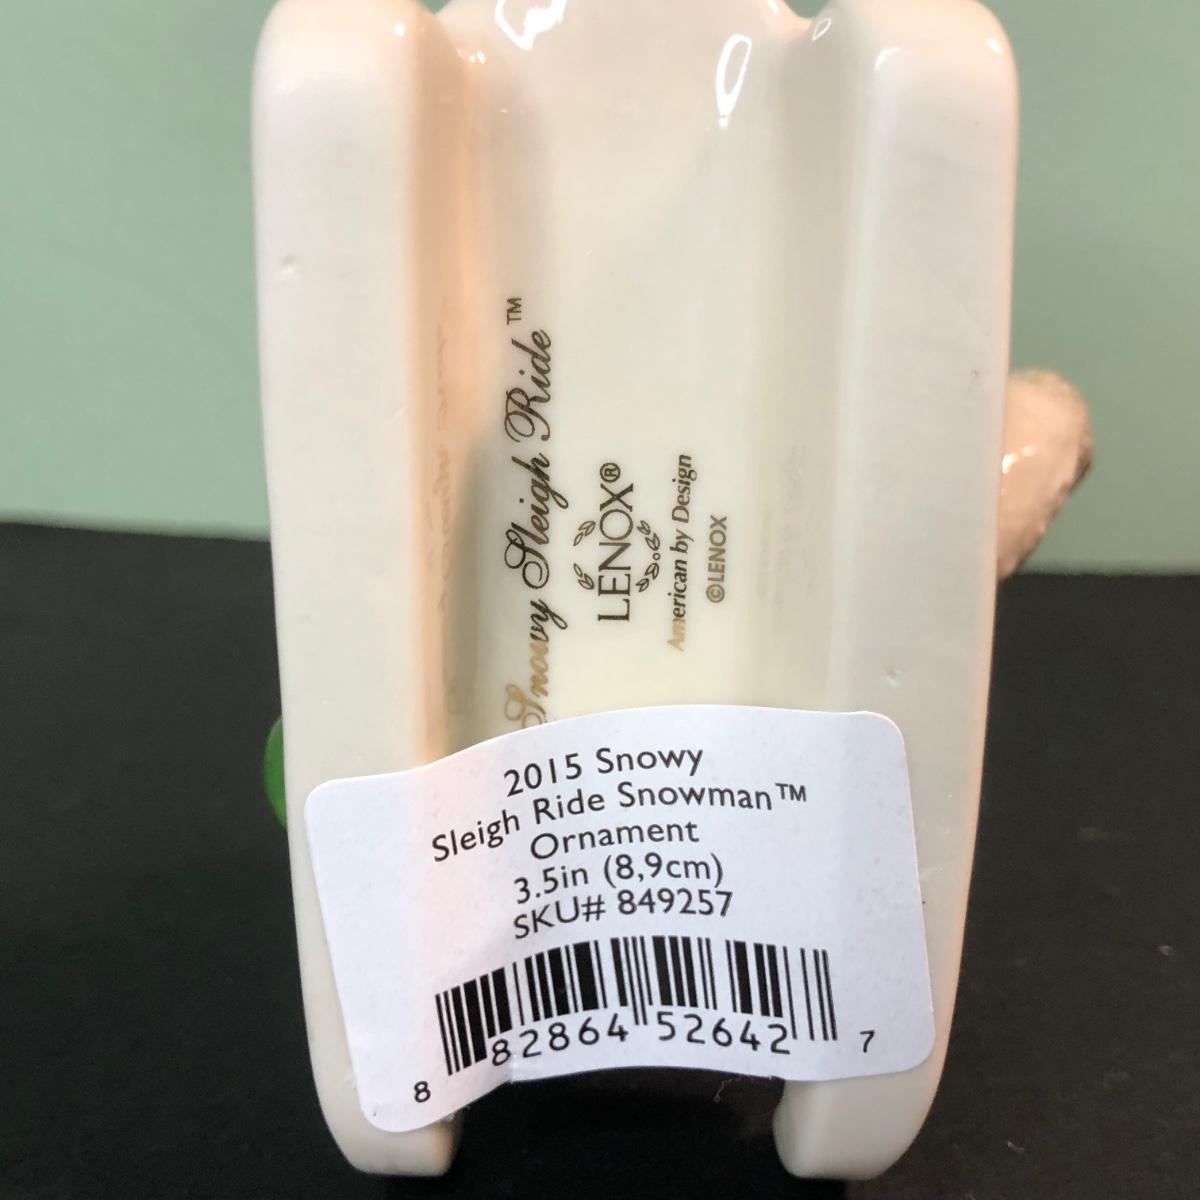 Snowy Sleigh Ride™
LENOX®
American by Design
©LENOX
2015 Snowy
Sleigh Ride Snowman™
Ornament
3.5in (8,9cm)
SKU# 849257
8 82864 52642 7